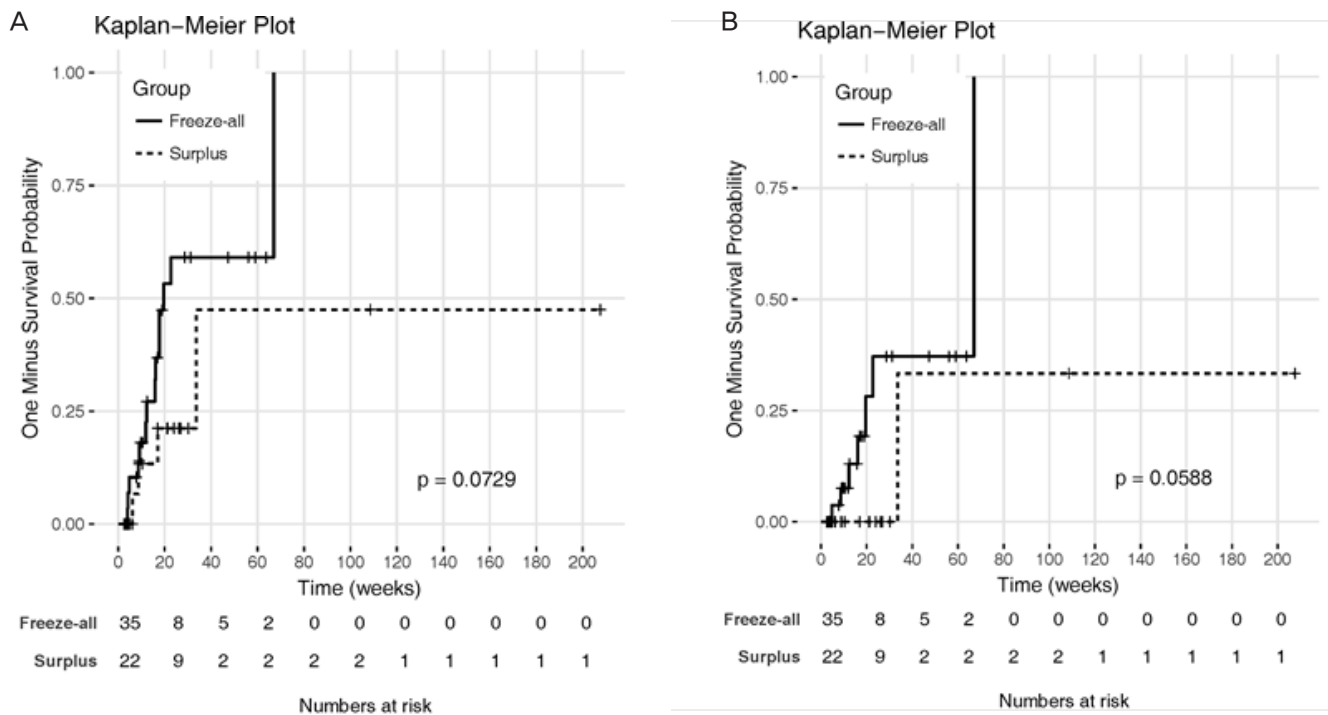 A
Kaplan−Meier Plot
Group
Freeze-all
Surplus
One Minus Survival Probability
1.00
0.75
0.50
0.25
0.00
p = 0.0729
0 20 40 60 80 100 120 140 160 180 200
Time (weeks)
Freeze-all 35 8 5 2 0 0 0 0 0 0 0
Surplus 22 9 2 2 2 2 1 1 1 1 1
Numbers at risk
B
Kaplan−Meier Plot
Group
Freeze-all
Surplus
One Minus Survival Probability
1.00
0.75
0.50
0.25
0.00
p = 0.0588
0 20 40 60 80 100 120 140 160 180 200
Time (weeks)
Freeze-all 35 8 5 2 0 0 0 0 0 0 0
Surplus 22 9 2 2 2 2 1 1 1 1 1
Numbers at risk